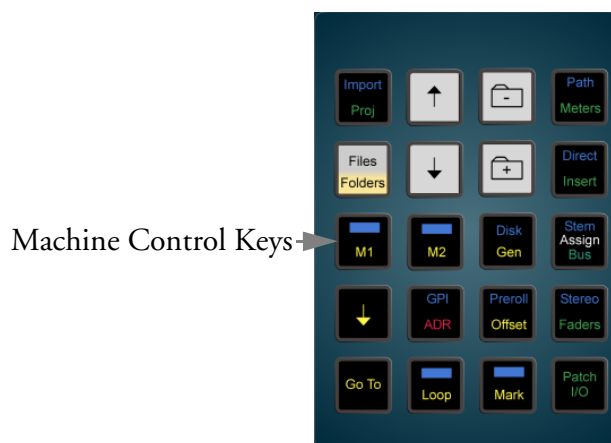 Import
Proj
Path
Meters
Files
Folders
Direct
Insert
Machine Control Keys
M1
M2
Disk
Gen
Stem
Assign
Bus
GPI
ADR
Preroll
Offset
Stereo
Faders
Go To
Loop
Mark
Patch
I/O